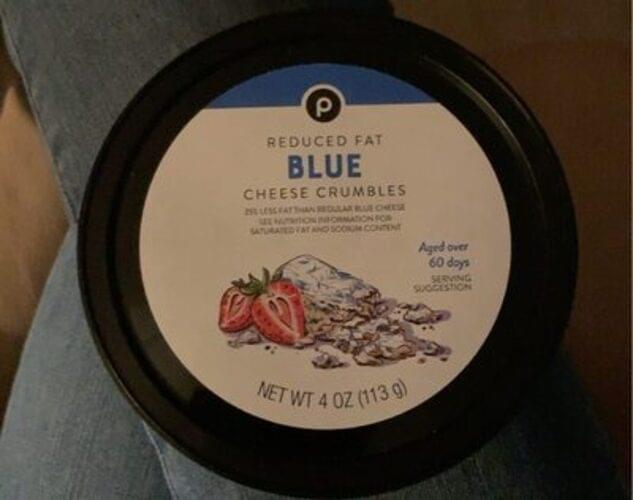 P
REDUCED FAT
BLUE
CHEESE CRUMBLES
25% LESS FAT THAN REGULAR BLUE CHEESE
SEE NUTRITION INFORMATION FOR
SATURATED FAT AND SODIUM CONTENT
Aged over
60 days
SERVING
SUGGESTION
NET WT 4 OZ (113 g)